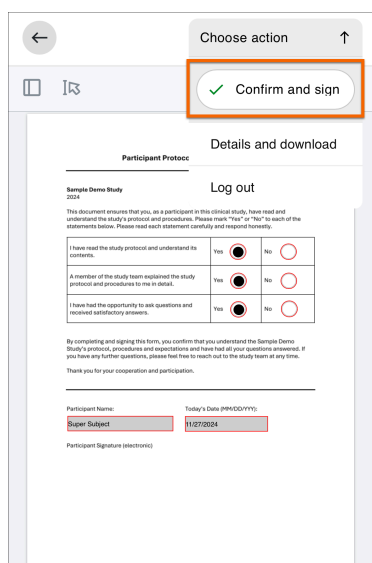 Choose action
Confirm and sign
Details and download
Log out
Participant Protoc
Sample Demo Study
2024
This document ensures that you, as a participant in this clinical study, have read and
understand the study's protocol and procedures. Please mark "Yes" or "No" to each of the
statements below. Please read each statement carefully and respond honestly.
I have read the study protocol and understand its
contents.
Yes
No
A member of the study team explained the study
protocol and procedures to me in detail.
Yes
No
I have had the opportunity to ask questions and
received satisfactory answers.
Yes
No
By completing and signing this form, you confirm that you understand the Sample Demo
Study's protocol, procedures and expectations and have had all your questions answered. If
you have any further questions, please feel free to reach out to the study team at any time.
Thank you for your cooperation and participation.
Participant Name: Today's Date (MM/DD/YYY):
Super Subject 11/27/2024
Participant Signature (electronic)